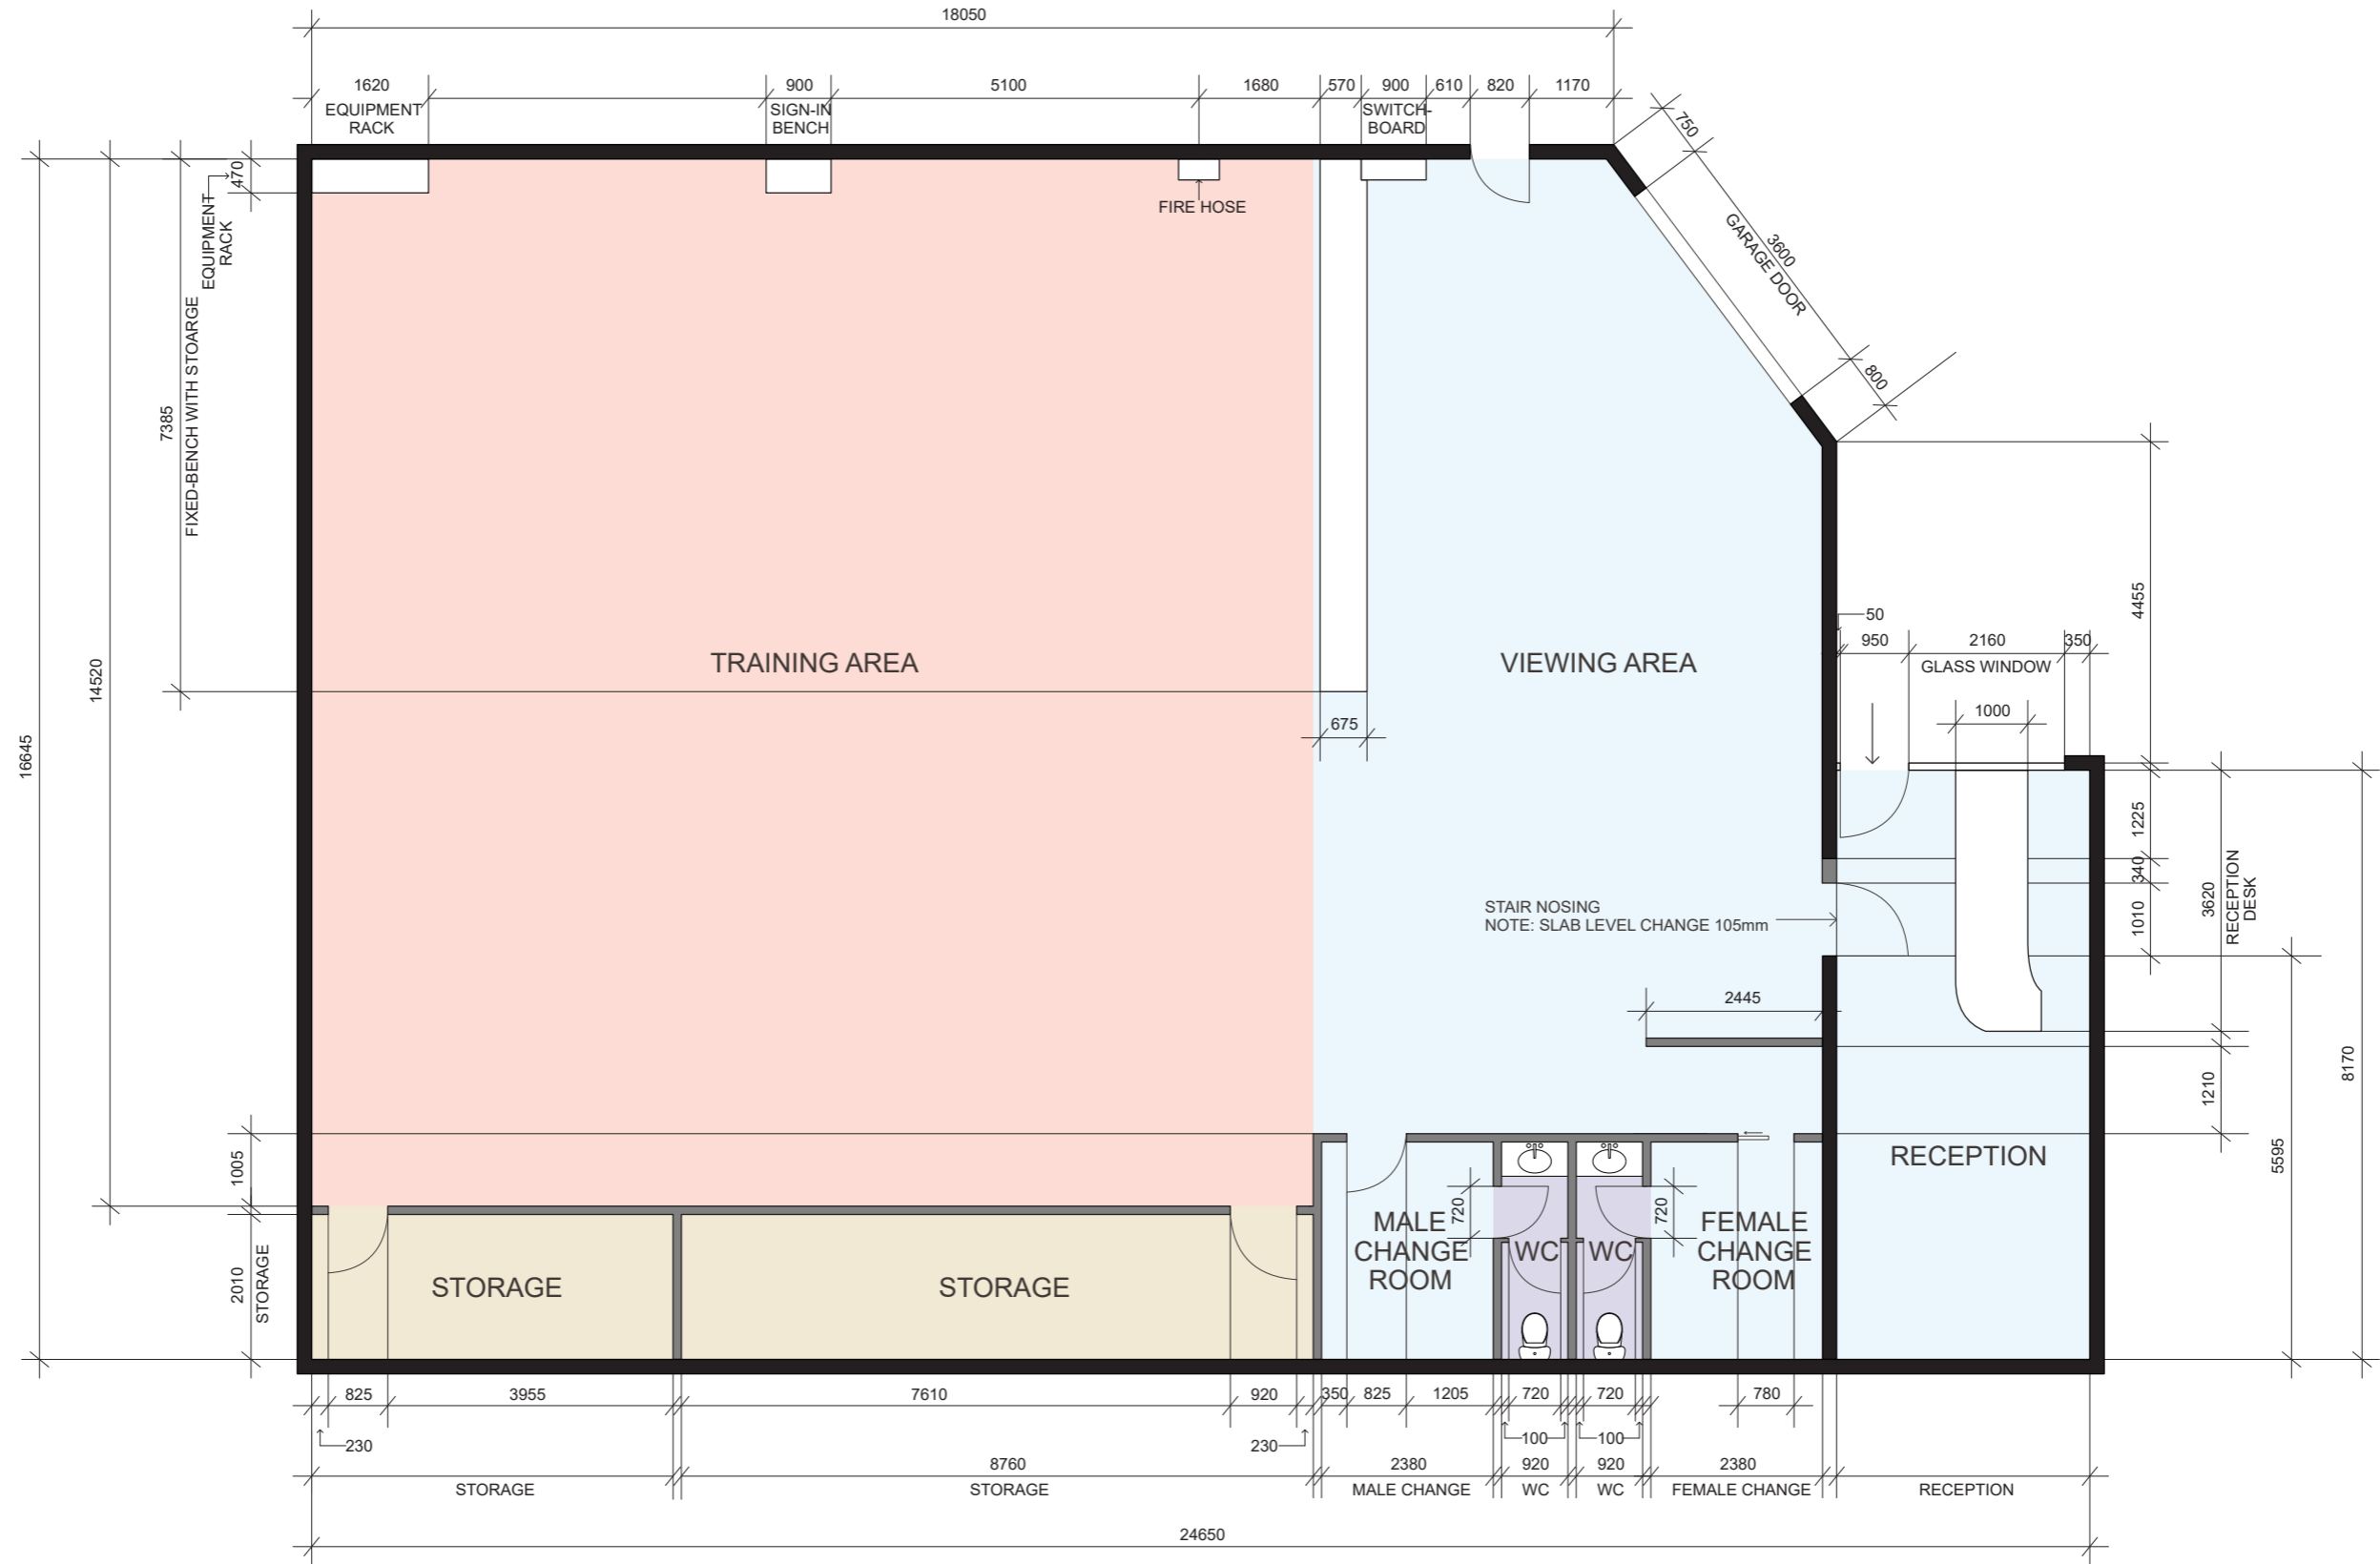 18050
1620
900
5100
1680
570
900
610
820
1170
EQUIPMENT
RACK
SIGN-IN
BENCH
SWITCH-
BOARD
750
3600
GARAGE DOOR
800
470
EQUIPMENT
RACK
FIRE HOSE
FIXED-BENCH WITH STOARGE
7385
14520
16645
TRAINING AREA
VIEWING AREA
675
50
950
2160
350
GLASS WINDOW
1000
4455
1225
340
1010
3620
RECEPTION
DESK
1210
5595
8170
STAIR NOSING
NOTE: SLAB LEVEL CHANGE 105mm
2445
RECEPTION
1005
2010
STORAGE
STORAGE
STORAGE
MALE
CHANGE
ROOM
720
WC
WC
720
FEMALE
CHANGE
ROOM
825
3955
7610
920
350
825
1205
720
720
780
230
230
100
100
8760
2380
920
920
2380
STORAGE
STORAGE
MALE CHANGE
WC
WC
FEMALE CHANGE
RECEPTION
24650